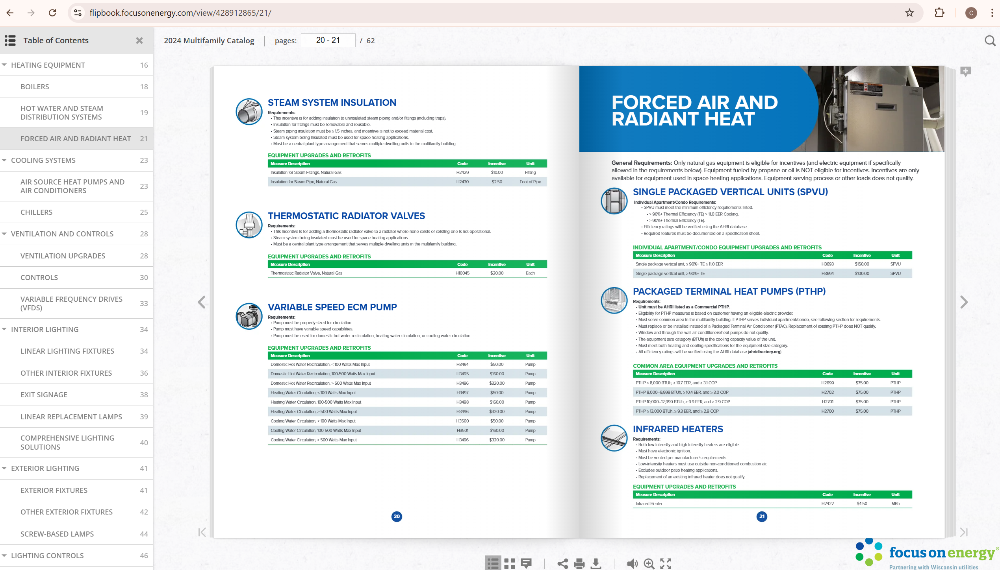 flipbook.focusonenergy.com/view/428912865/21/
C
Table of Contents
2024 Multifamily Catalog
pages:
20 - 21
/ 62
HEATING EQUIPMENT 16
BOILERS 18
HOT WATER AND STEAM
DISTRIBUTION SYSTEMS 19
FORCED AIR AND RADIANT HEAT 21
COOLING SYSTEMS 23
AIR SOURCE HEAT PUMPS AND
AIR CONDITIONERS 23
CHILLERS 25
VENTILATION AND CONTROLS 28
VENTILATION UPGRADES 28
CONTROLS 30
VARIABLE FREQUENCY DRIVES
(VFDS) 33
INTERIOR LIGHTING 34
LINEAR LIGHTING FIXTURES 34
OTHER INTERIOR FIXTURES 36
EXIT SIGNAGE 38
LINEAR REPLACEMENT LAMPS 39
COMPREHENSIVE LIGHTING
SOLUTIONS 40
EXTERIOR LIGHTING 41
EXTERIOR FIXTURES 41
OTHER EXTERIOR FIXTURES 42
SCREW-BASED LAMPS 44
LIGHTING CONTROLS 46
STEAM SYSTEM INSULATION
Requirements:
• This incentive is for adding insulation to uninsulated steam piping and/or fittings (including traps).
• Insulation for fittings must be removable and reusable.
• Steam piping insulation must be ≥ 1.5 inches, and incentive is not to exceed material cost.
• Steam system being insulated must be used for space heating applications.
• Must be a central plant type arrangement that serves multiple dwelling units in the multifamily building.
EQUIPMENT UPGRADES AND RETROFITS
Measure Description Code Incentive Unit
Insulation for Steam Fittings, Natural Gas H2429 $10.00 Fitting
Insulation for Steam Pipe, Natural Gas H2430 $2.50 Foot of Pipe
THERMOSTATIC RADIATOR VALVES
Requirements:
• This incentive is for adding a thermostatic radiator valve to a radiator where none exists or existing one is not operational.
• Steam system being insulated must be used for space heating applications.
• Must be a central plant type arrangement that serves multiple dwelling units in the multifamily building.
EQUIPMENT UPGRADES AND RETROFITS
Measure Description Code Incentive Unit
Thermostatic Radiator Valve, Natural Gas H10045 $20.00 Each
VARIABLE SPEED ECM PUMP
Requirements:
• Pump must be properly sized for circulation.
• Pump must have variable speed capabilities.
• Pump must be used for domestic hot water recirculation, heating water circulation, or cooling water circulation.
EQUIPMENT UPGRADES AND RETROFITS
Measure Description Code Incentive Unit
Domestic Hot Water Recirculation, < 100 Watts Max Input H3494 $50.00 Pump
Domestic Hot Water Recirculation, 100-500 Watts Max Input H3495 $160.00 Pump
Domestic Hot Water Recirculation, > 500 Watts Max Input H3496 $320.00 Pump
Heating Water Circulation, < 100 Watts Max Input H3497 $50.00 Pump
Heating Water Circulation, 100-500 Watts Max Input H3498 $160.00 Pump
Heating Water Circulation, > 500 Watts Max Input H3496 $320.00 Pump
Cooling Water Circulation, < 100 Watts Max Input H3500 $50.00 Pump
Cooling Water Circulation, 100-500 Watts Max Input H3501 $160.00 Pump
Cooling Water Circulation, > 500 Watts Max Input H3496 $320.00 Pump
20
FORCED AIR AND
RADIANT HEAT
General Requirements: Only natural gas equipment is eligible for incentives (and electric equipment if specifically
allowed in the requirements below). Equipment fueled by propane or oil is NOT eligible for incentives. Incentives are only
available for equipment used in space heating applications. Equipment serving process or other loads does not qualify.
SINGLE PACKAGED VERTICAL UNITS (SPVU)
Individual Apartment/Condo Requirements:
• SPVU must meet the minimum efficiency requirements listed.
• > 90%+ Thermal Efficiency (TE) > 11.0 EER Cooling.
• > 90%+ Thermal Efficiency (TE).
• Efficiency ratings will be verified using the AHRI database.
• Required features must be documented on a specification sheet.
INDIVIDUAL APARTMENT/CONDO EQUIPMENT UPGRADES AND RETROFITS
Measure Description Code Incentive Unit
Single package vertical unit, ≥ 90%+ TE ≥ 11.0 EER H3693 $150.00 SPVU
Single package vertical unit, ≥ 90%+ TE H3694 $100.00 SPVU
PACKAGED TERMINAL HEAT PUMPS (PTHP)
Requirements:
• Unit must be AHRI listed as a Commercial PTHP.
• Eligibility for PTHP measures is based on customer having an eligible electric provider.
• Must serve common area in the multifamily building. If PTHP serves individual apartment/condo, see following section for requirements.
• Must replace or be installed instead of a Packaged Terminal Air Conditioner (PTAC). Replacement of existing PTHP does NOT qualify.
• Window and through-the-wall air conditioners/heat pumps do not qualify.
• The equipment size category (BTUh) is the cooling capacity value of the unit.
• Must meet both heating and cooling specifications for the equipment size category.
• All efficiency ratings will be verified using the AHRI database (ahridirectory.org).
COMMON AREA EQUIPMENT UPGRADES AND RETROFITS
Measure Description Code Incentive Unit
PTHP < 8,000 BTUh, ≥ 10.7 EER, and ≥ 3.1 COP H2699 $75.00 PTHP
PTHP 8,000–9,999 BTUh, ≥ 10.4 EER, and ≥ 3.0 COP H2702 $75.00 PTHP
PTHP 10,000–12,999 BTUh, ≥ 9.9 EER, and ≥ 2.9 COP H2701 $75.00 PTHP
PTHP ≥ 13,000 BTUh, ≥ 9.3 EER, and ≥ 2.9 COP H2700 $75.00 PTHP
INFRARED HEATERS
Requirements:
• Both low-intensity and high-intensity heaters are eligible.
• Must have electronic ignition.
• Must be vented per manufacturer's requirements.
• Low-intensity heaters must use outside non-conditioned combustion air.
• Excludes outdoor patio heating applications.
• Replacement of an existing infrared heater does not qualify.
EQUIPMENT UPGRADES AND RETROFITS
Measure Description Code Incentive Unit
Infrared Heater H2422 $4.50 MBh
21
focus on energy®
Partnering with Wisconsin utilities